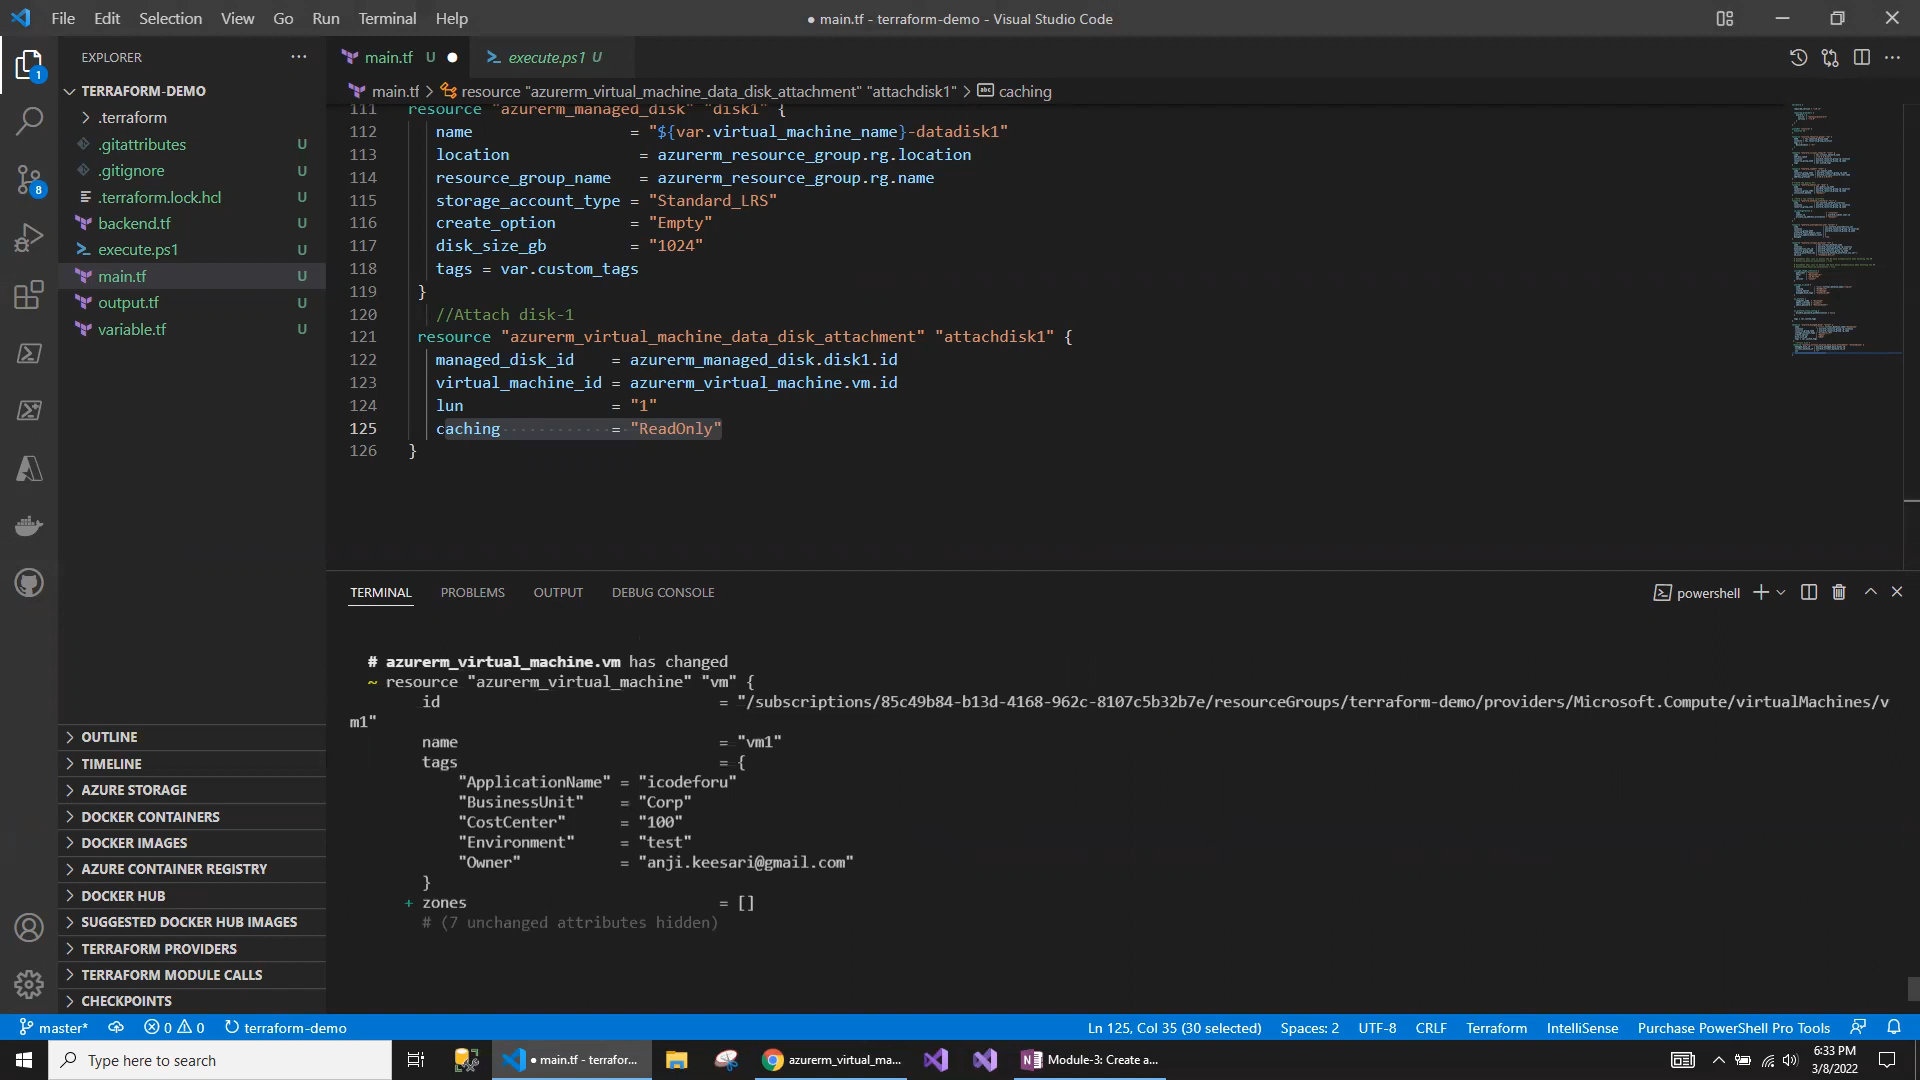 File Edit Selection View Go Run Terminal Help
● main.tf - terraform-demo - Visual Studio Code
EXPLORER
main.tf U
execute.ps1 U
TERRAFORM-DEMO
main.tf > resource "azurerm_virtual_machine_data_disk_attachment" "attachdisk1" > caching
.terraform
.gitattributes U
.gitignore U
.terraform.lock.hcl U
backend.tf U
execute.ps1 U
main.tf U
output.tf U
variable.tf U
111 resource "azurerm_managed_disk" "disk1" {
112 name = "${var.virtual_machine_name}-datadisk1"
113 location = azurerm_resource_group.rg.location
114 resource_group_name = azurerm_resource_group.rg.name
115 storage_account_type = "Standard_LRS"
116 create_option = "Empty"
117 disk_size_gb = "1024"
118 tags = var.custom_tags
119 }
120 //Attach disk-1
121 resource "azurerm_virtual_machine_data_disk_attachment" "attachdisk1" {
122 managed_disk_id = azurerm_managed_disk.disk1.id
123 virtual_machine_id = azurerm_virtual_machine.vm.id
124 lun = "1"
125 caching = "ReadOnly"
126 }
TERMINAL PROBLEMS OUTPUT DEBUG CONSOLE
powershell
# azurerm_virtual_machine.vm has changed
~ resource "azurerm_virtual_machine" "vm" {
id = "/subscriptions/85c49b84-b13d-4168-962c-8107c5b32b7e/resourceGroups/terraform-demo/providers/Microsoft.Compute/virtualMachines/v
m1"
name = "vm1"
tags = {
"ApplicationName" = "icodeforu"
"BusinessUnit" = "Corp"
"CostCenter" = "100"
"Environment" = "test"
"Owner" = "anji.keesari@gmail.com"
}
+ zones = []
# (7 unchanged attributes hidden)
OUTLINE
TIMELINE
AZURE STORAGE
DOCKER CONTAINERS
DOCKER IMAGES
AZURE CONTAINER REGISTRY
DOCKER HUB
SUGGESTED DOCKER HUB IMAGES
TERRAFORM PROVIDERS
TERRAFORM MODULE CALLS
CHECKPOINTS
1
8
master* 0 0 terraform-demo
Ln 125, Col 35 (30 selected) Spaces: 2 UTF-8 CRLF Terraform IntelliSense Purchase PowerShell Pro Tools
Type here to search
● main.tf - terrafor...
azurerm_virtual_ma...
Module-3: Create a...
6:33 PM
3/8/2022